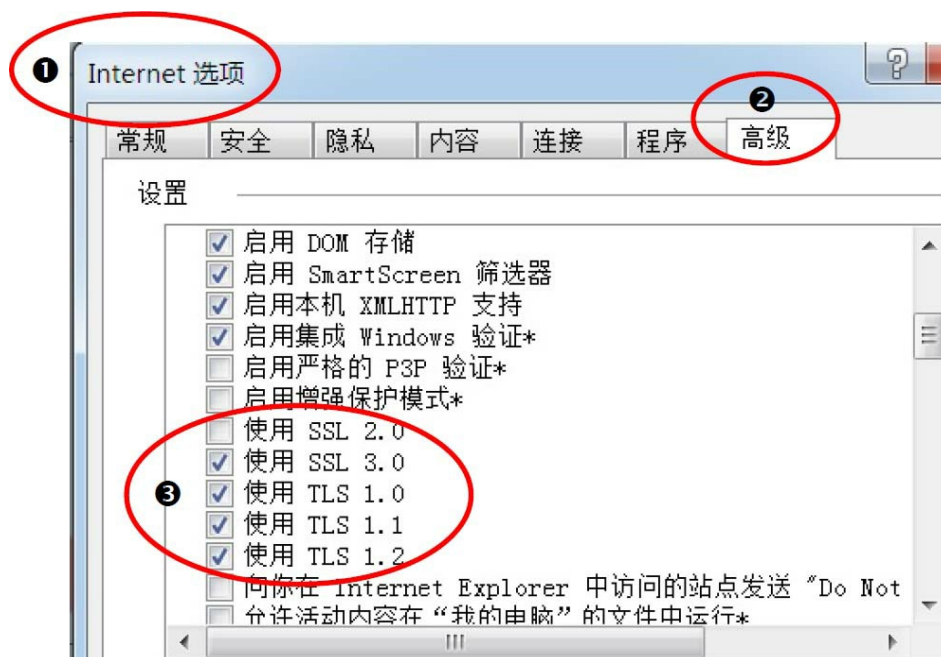 ❶
Internet 选项
❷
常规 安全 隐私 内容 连接 程序 高级
设置
启用 DOM 存储
启用 SmartScreen 筛选器
启用本机 XMLHTTP 支持
启用集成 Windows 验证*
启用严格的 P3P 验证*
启用增强保护模式*
使用 SSL 2.0
使用 SSL 3.0
❸
使用 TLS 1.0
使用 TLS 1.1
使用 TLS 1.2
向你在 Internet Explorer 中访问的站点发送 "Do Not
允许活动内容在“我的电脑”的文件中运行*